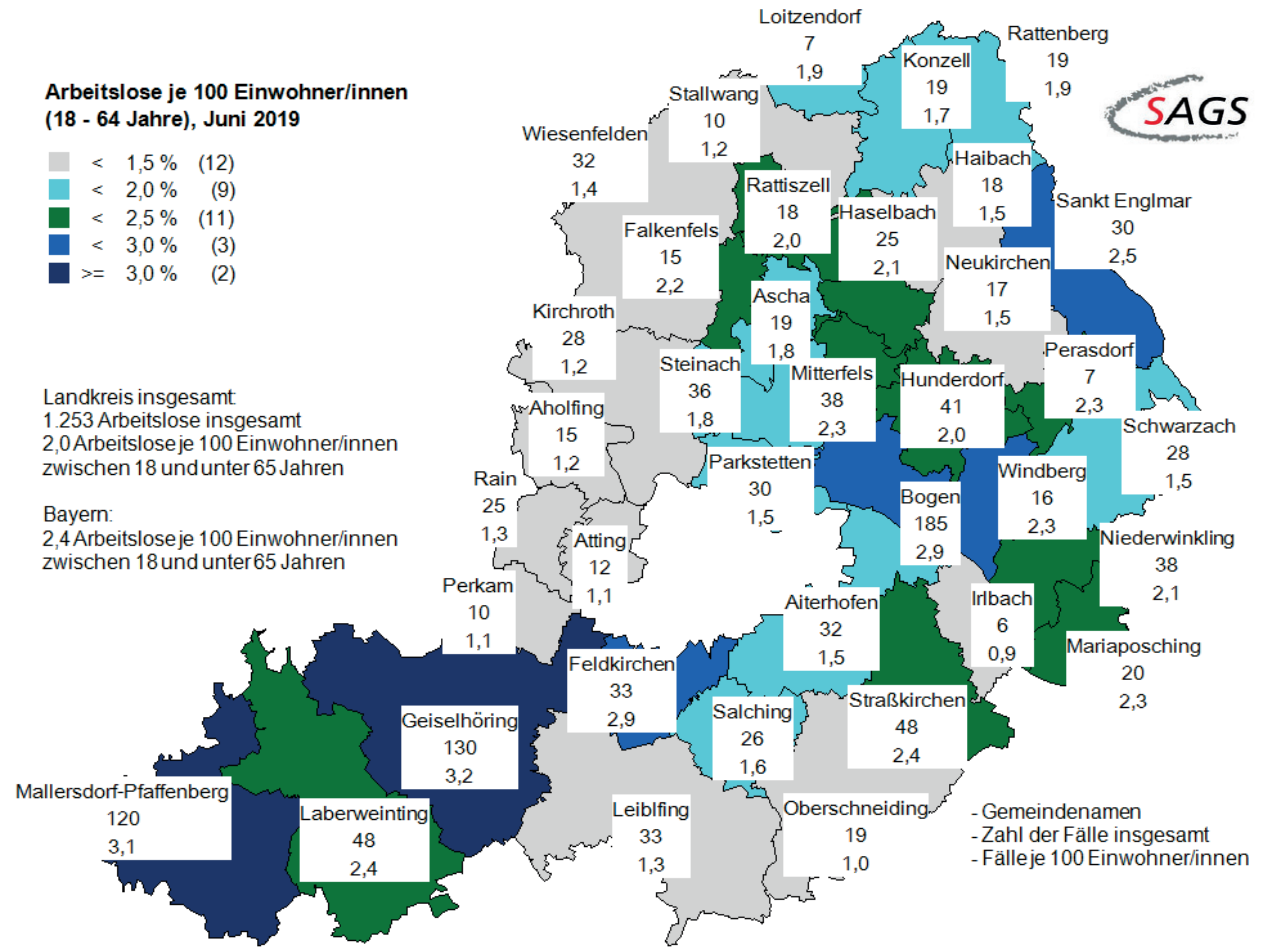 Arbeitslose je 100 Einwohner/innen
(18 - 64 Jahre), Juni 2019
< 1,5 % (12)
< 2,0 % (9)
< 2,5 % (11)
< 3,0 % (3)
>= 3,0 % (2)
Landkreis insgesamt:
1.253 Arbeitslose insgesamt
2,0 Arbeitslose je 100 Einwohner/innen
zwischen 18 und unter 65 Jahren
Bayern:
2,4 Arbeitslose je 100 Einwohner/innen
zwischen 18 und unter 65 Jahren
SAGS
Loitzendorf
7
1,9
Konzell
19
1,7
Rattenberg
19
1,9
Stallwang
10
1,2
Wiesenfelden
32
1,4
Haibach
18
1,5
Rattiszell
18
2,0
Haselbach
25
2,1
Sankt Englmar
30
2,5
Falkenfels
15
2,2
Neukirchen
17
1,5
Ascha
19
1,8
Kirchroth
28
1,2
Steinach
36
1,8
Mitterfels
38
2,3
Hunderdorf
41
2,0
Perasdorf
7
2,3
Aholfing
15
1,2
Schwarzach
28
1,5
Parkstetten
30
1,5
Rain
25
1,3
Windberg
16
2,3
Bogen
185
2,9
Atting
12
1,1
Niederwinkling
38
2,1
Perkam
10
1,1
Aiterhofen
32
1,5
Irlbach
6
0,9
Mariaposching
20
2,3
Feldkirchen
33
2,9
Straßkirchen
48
2,4
Geiselhöring
130
3,2
Salching
26
1,6
Mallersdorf-Pfaffenberg
120
3,1
Laberweinting
48
2,4
Leiblfing
33
1,3
Oberschneiding
19
1,0
- Gemeindenamen
- Zahl der Fälle insgesamt
- Fälle je 100 Einwohner/innen